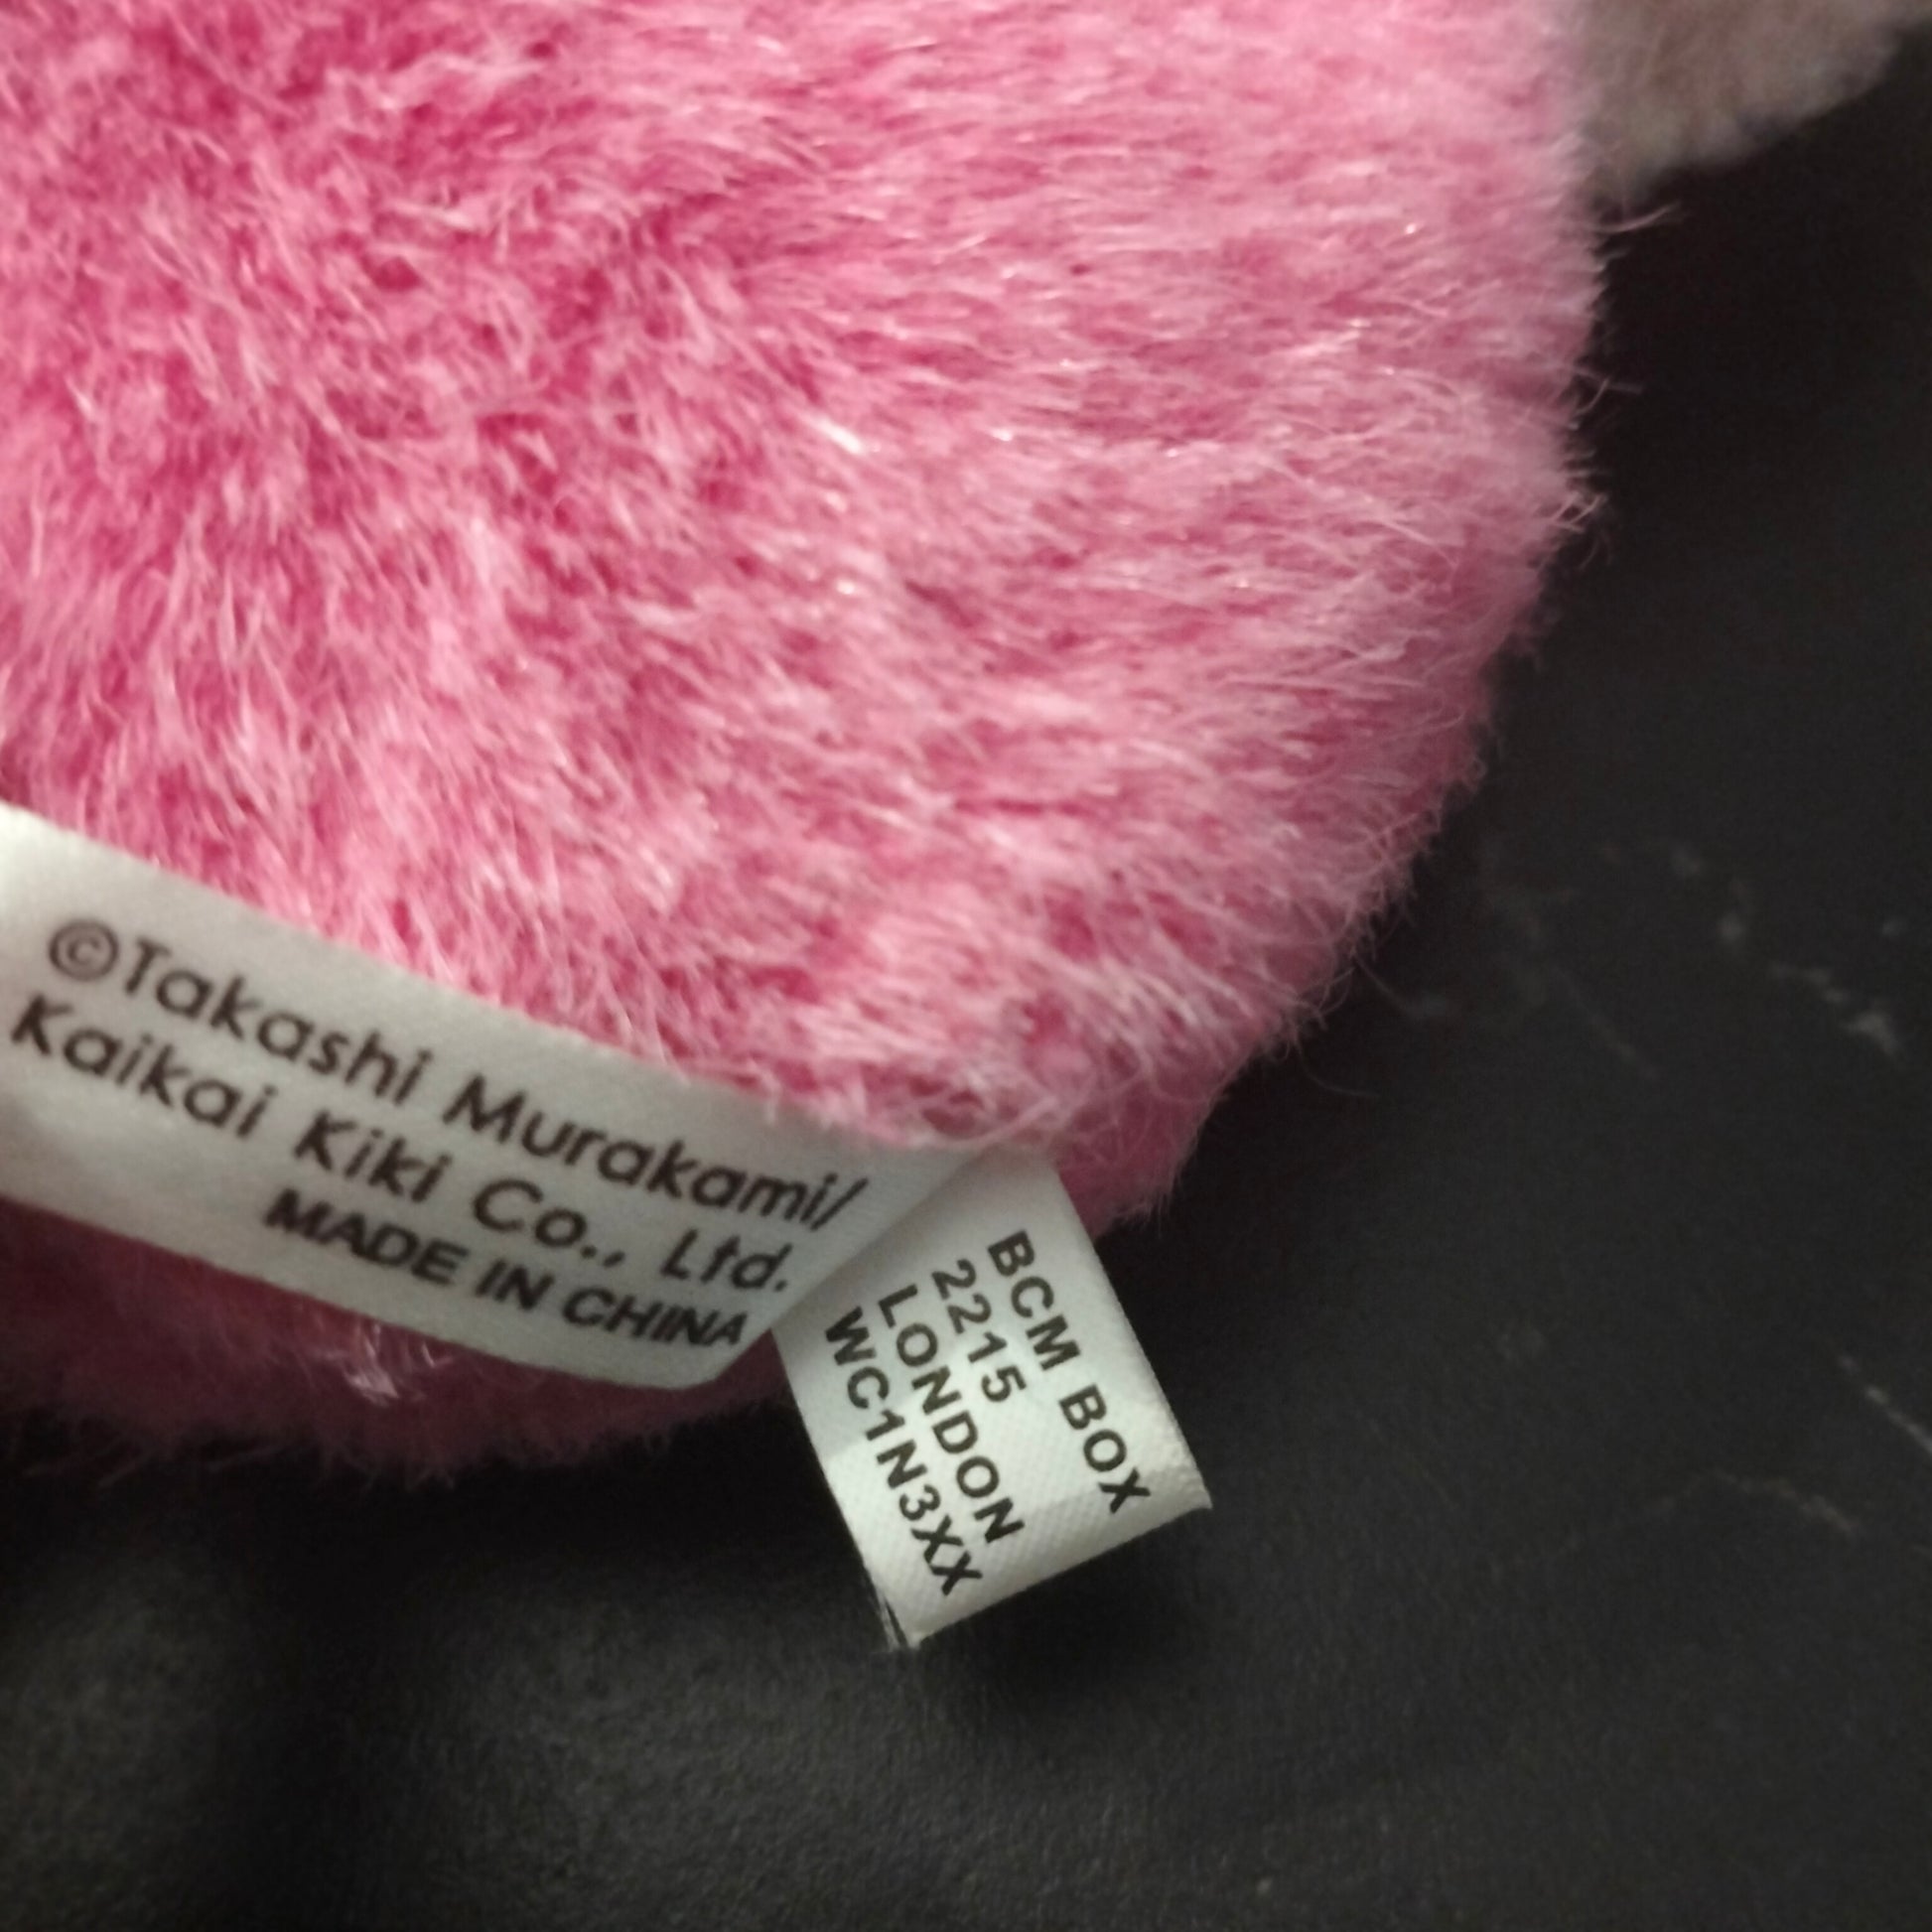 ©Takashi Murakami/
Kaikai Kiki Co., Ltd.
MADE IN CHINA
BCM BOX
2215
LONDON
WC1N3XX